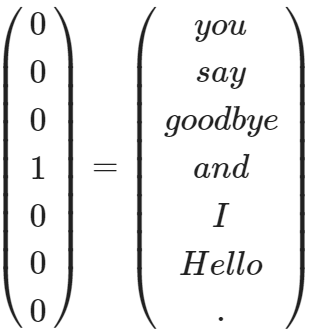 0 you
0 say
0 goodbye
1 = and
0 I
0 Hello
0 .